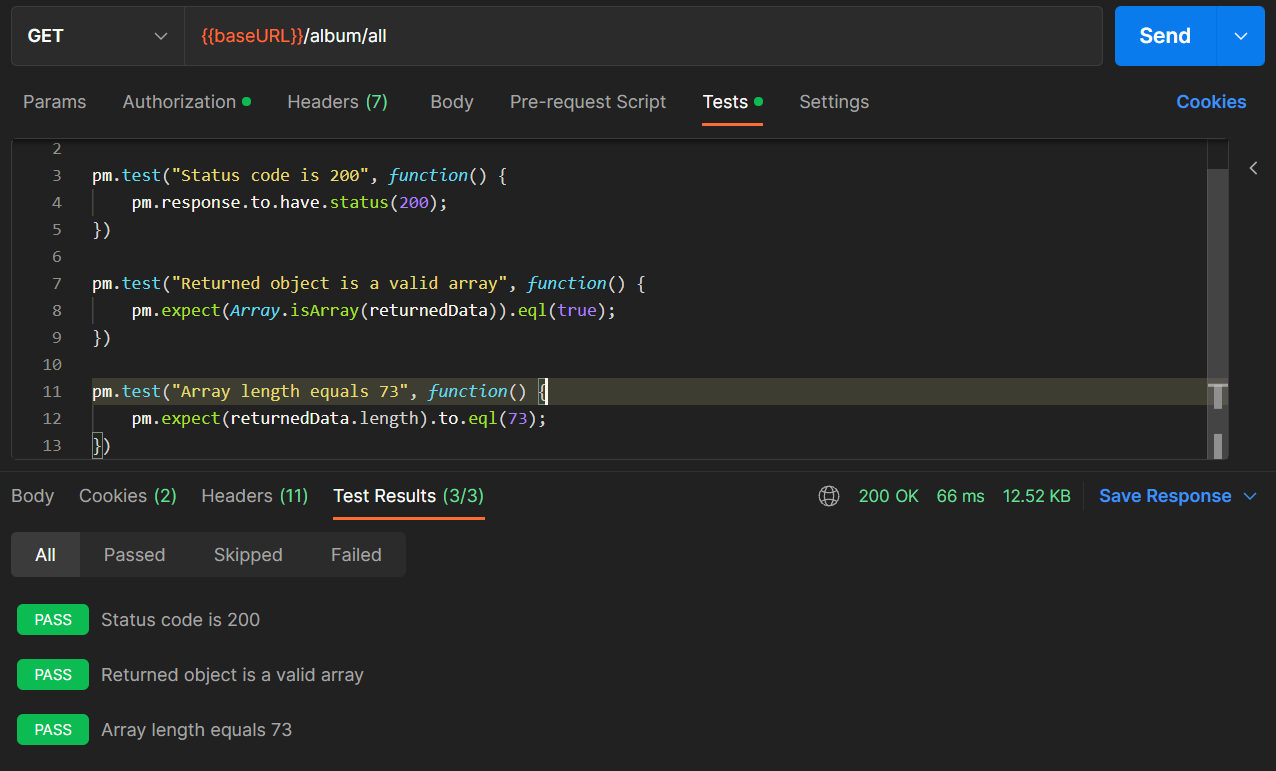 GET {{baseURL}}/album/all Send
Params Authorization Headers (7) Body Pre-request Script Tests Settings Cookies
2
3 pm.test("Status code is 200", function() {
4 pm.response.to.have.status(200);
5 })
6
7 pm.test("Returned object is a valid array", function() {
8 pm.expect(Array.isArray(returnedData)).eql(true);
9 })
10
11 pm.test("Array length equals 73", function() {
12 pm.expect(returnedData.length).to.eql(73);
13 })
Body Cookies (2) Headers (11) Test Results (3/3) 200 OK 66 ms 12.52 KB Save Response
All Passed Skipped Failed
PASS Status code is 200
PASS Returned object is a valid array
PASS Array length equals 73